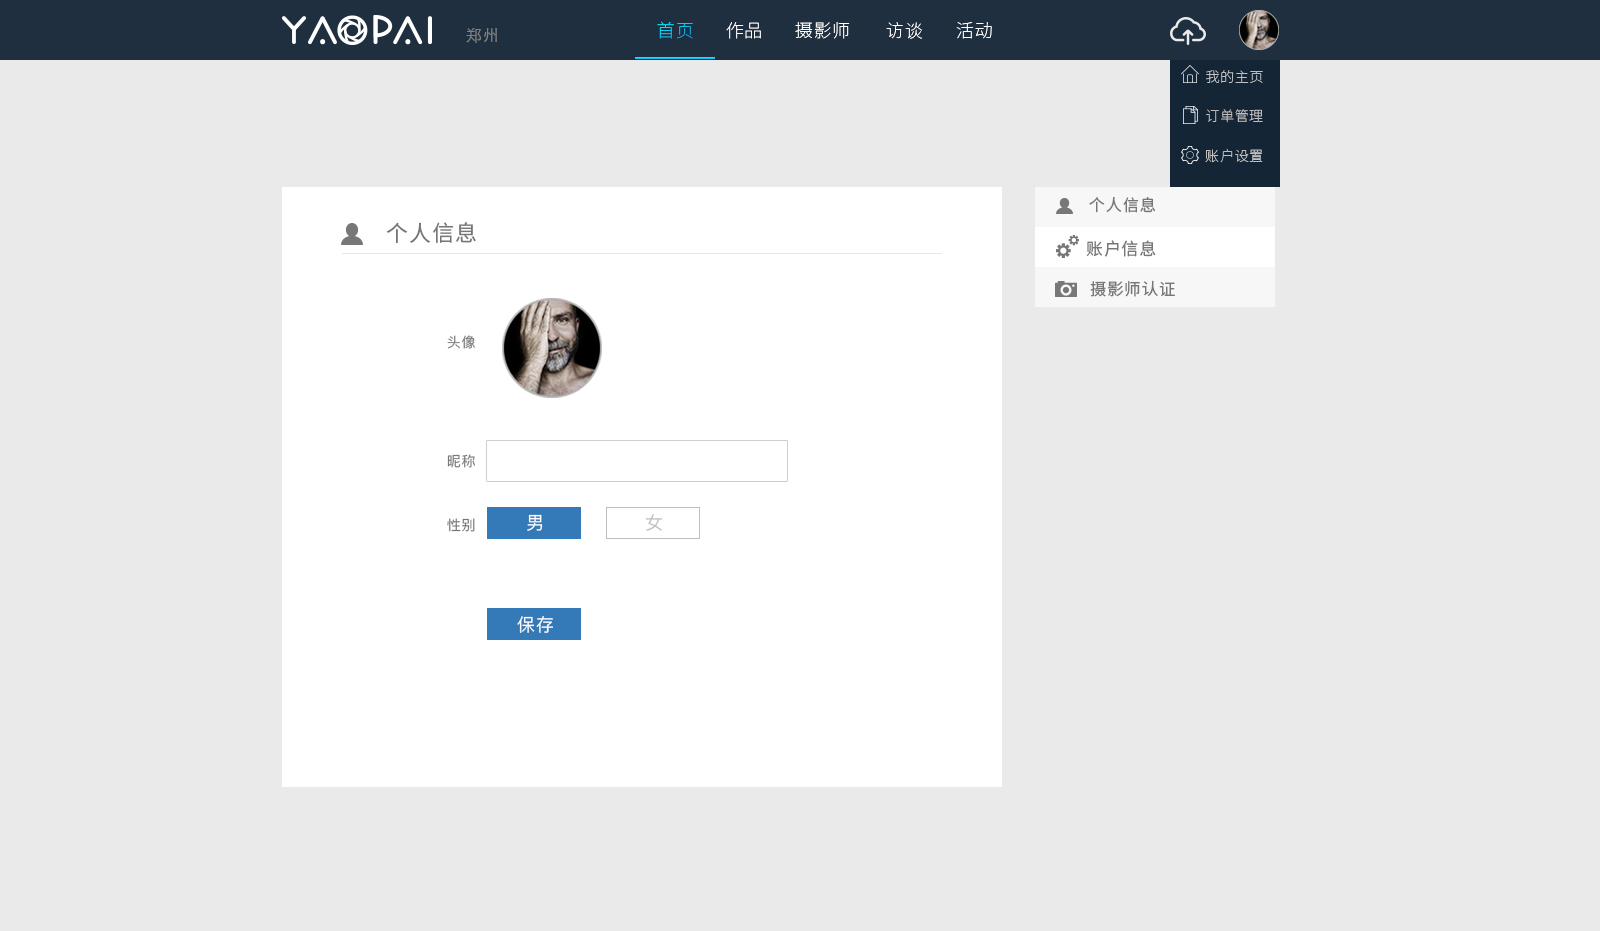 YAOPAI 郑州 首页 作品 摄影师 访谈 活动
我的主页
订单管理
账户设置
个人信息
头像
昵称
性别 男 女
保存
个人信息
账户信息
摄影师认证